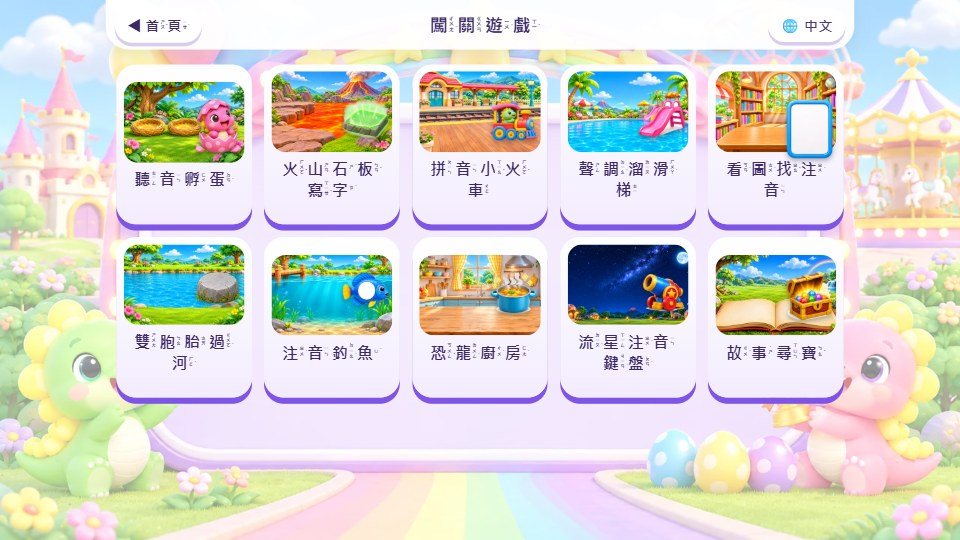 ◀ 首頁
闖關遊戲
中文
聽音孵蛋
火山石板
寫字
拼音小火
車
聲調溜滑
梯
看圖找注
音
雙胞胎過
河
注音釣魚
恐龍廚房
流星注音
鍵盤
故事尋寶